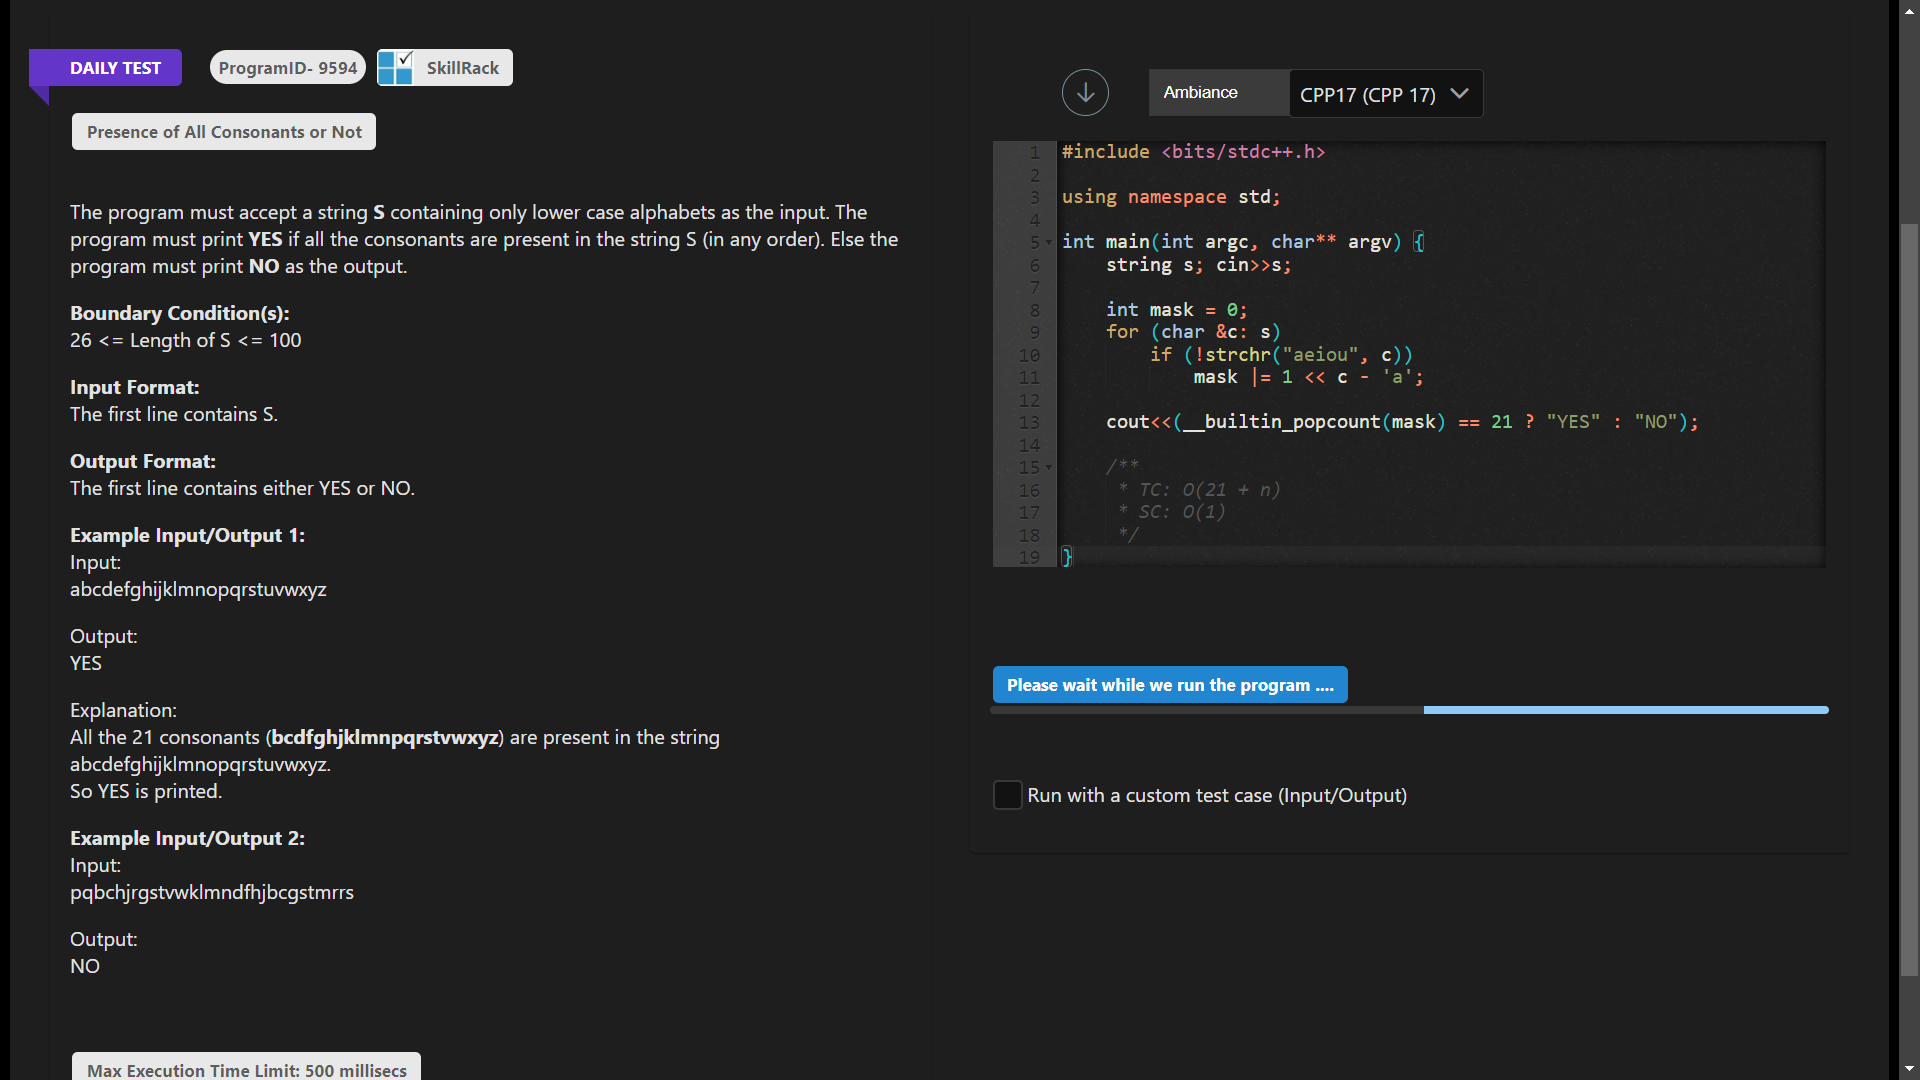 DAILY TEST
ProgramID- 9594
SkillRack
Presence of All Consonants or Not
The program must accept a string S containing only lower case alphabets as the input. The
program must print YES if all the consonants are present in the string S (in any order). Else the
program must print NO as the output.
Boundary Condition(s):
26 <= Length of S <= 100
Input Format:
The first line contains S.
Output Format:
The first line contains either YES or NO.
Example Input/Output 1:
Input:
abcdefghijklmnopqrstuvwxyz
Output:
YES
Explanation:
All the 21 consonants (bcdfghjklmnpqrstvwxyz) are present in the string
abcdefghijklmnopqrstuvwxyz.
So YES is printed.
Example Input/Output 2:
Input:
pqbchjrgstvwklmndfhjbcgstmrrs
Output:
NO
Max Execution Time Limit: 500 millisecs
Ambiance
CPP17 (CPP 17)
1 #include <bits/stdc++.h>
2
3 using namespace std;
4
5 int main(int argc, char** argv) {
6     string s; cin>>s;
7
8     int mask = 0;
9     for (char &c: s)
10         if (!strchr("aeiou", c))
11             mask |= 1 << c - 'a';
12
13     cout<<(__builtin_popcount(mask) == 21 ? "YES" : "NO");
14
15     /**
16      * TC: O(21 + n)
17      * SC: O(1)
18      */
19 }
Please wait while we run the program ....
Run with a custom test case (Input/Output)